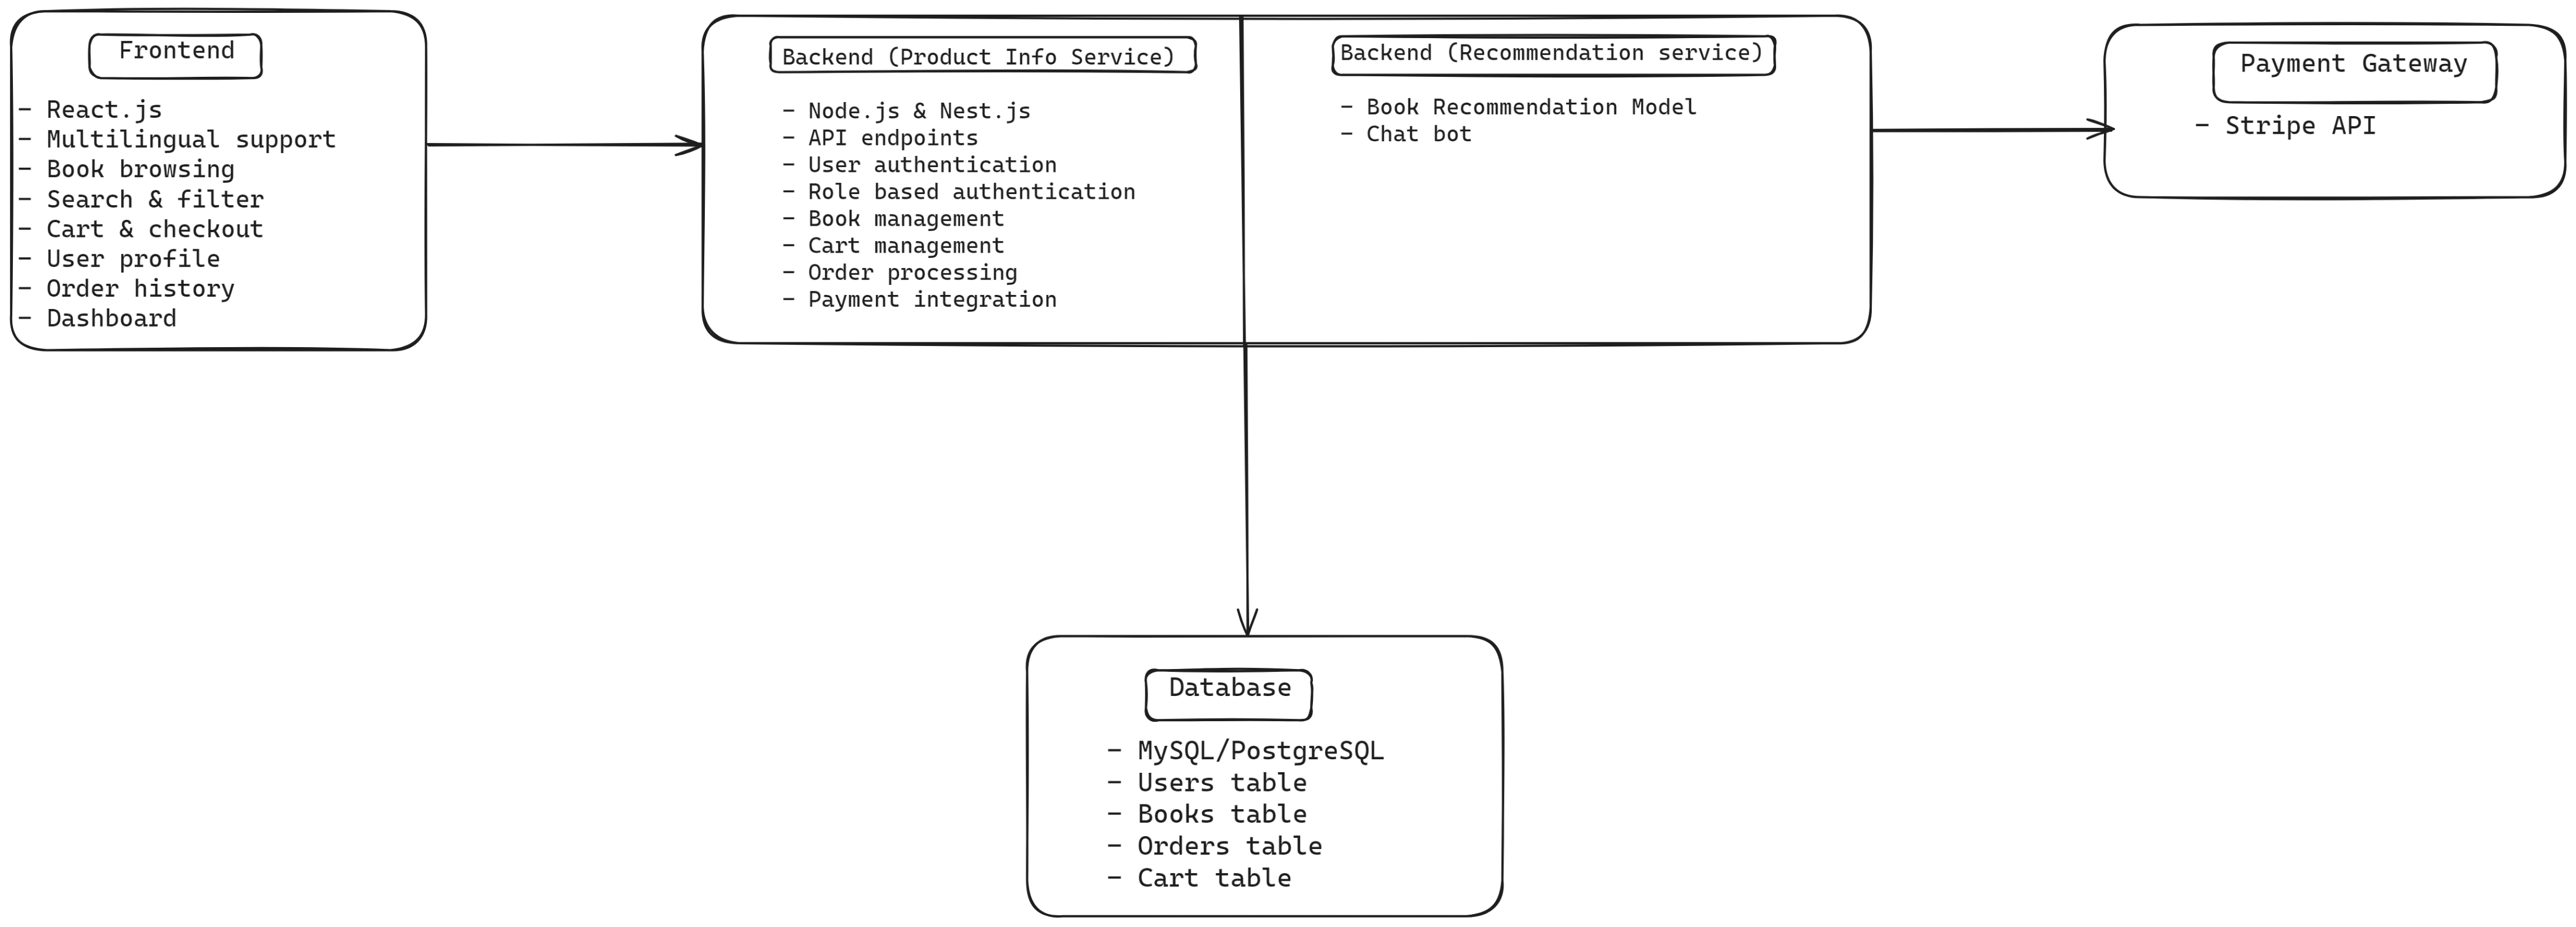 Frontend
- React.js
- Multilingual support
- Book browsing
- Search & filter
- Cart & checkout
- User profile
- Order history
- Dashboard
Backend (Product Info Service)
- Node.js & Nest.js
- API endpoints
- User authentication
- Role based authentication
- Book management
- Cart management
- Order processing
- Payment integration
Backend (Recommendation service)
- Book Recommendation Model
- Chat bot
Payment Gateway
- Stripe API
Database
- MySQL/PostgreSQL
- Users table
- Books table
- Orders table
- Cart table